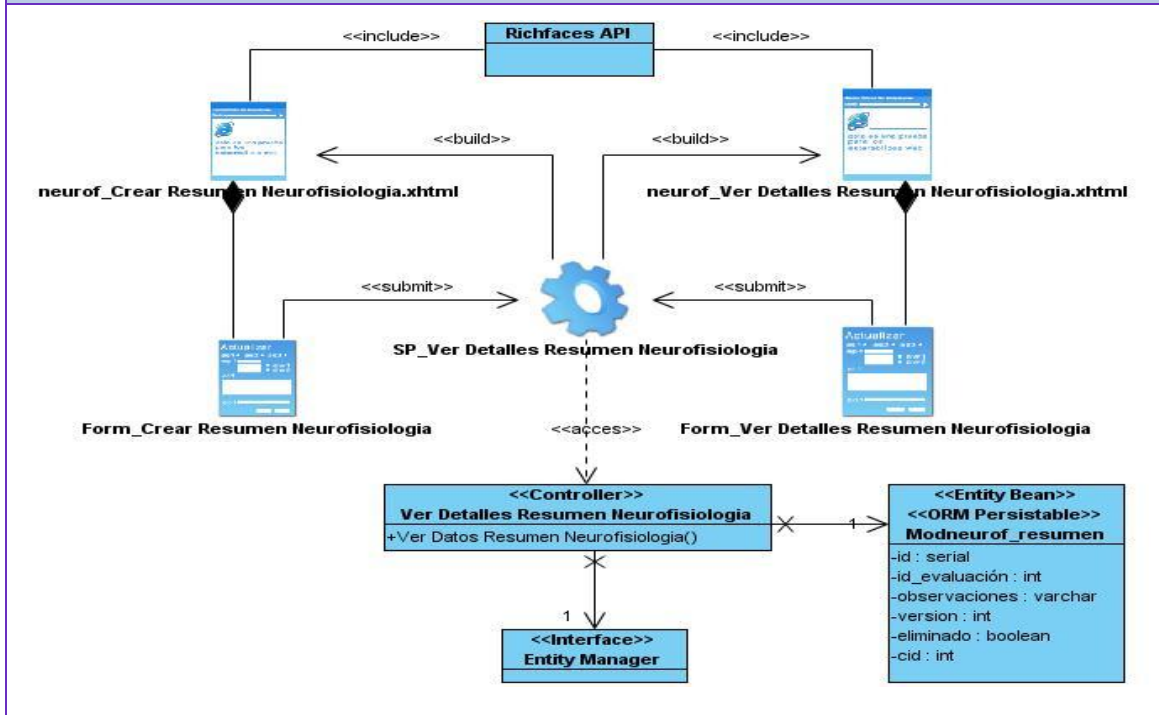 Richfaces API
<<include>>
<<include>>
<<build>>
<<build>>
neurof_Crear Resumen Neurofisiologia.xhtml
neurof_Ver Detalles Resumen Neurofisiologia.xhtml
<<submit>>
<<submit>>
Actualizar
Actualizar
SP_Ver Detalles Resumen Neurofisiologia
Form_Crear Resumen Neurofisiologia
Form_Ver Detalles Resumen Neurofisiologia
<<acces>>
<<Controller>>
Ver Detalles Resumen Neurofisiologia
+Ver Datos Resumen Neurofisiologia()
1
<<Entity Bean>>
<<ORM Persistable>>
Modneurof_resumen
-id : serial
-id_evaluación : int
-observaciones : varchar
-version : int
-eliminado : boolean
-cid : int
1
<<Interface>>
Entity Manager